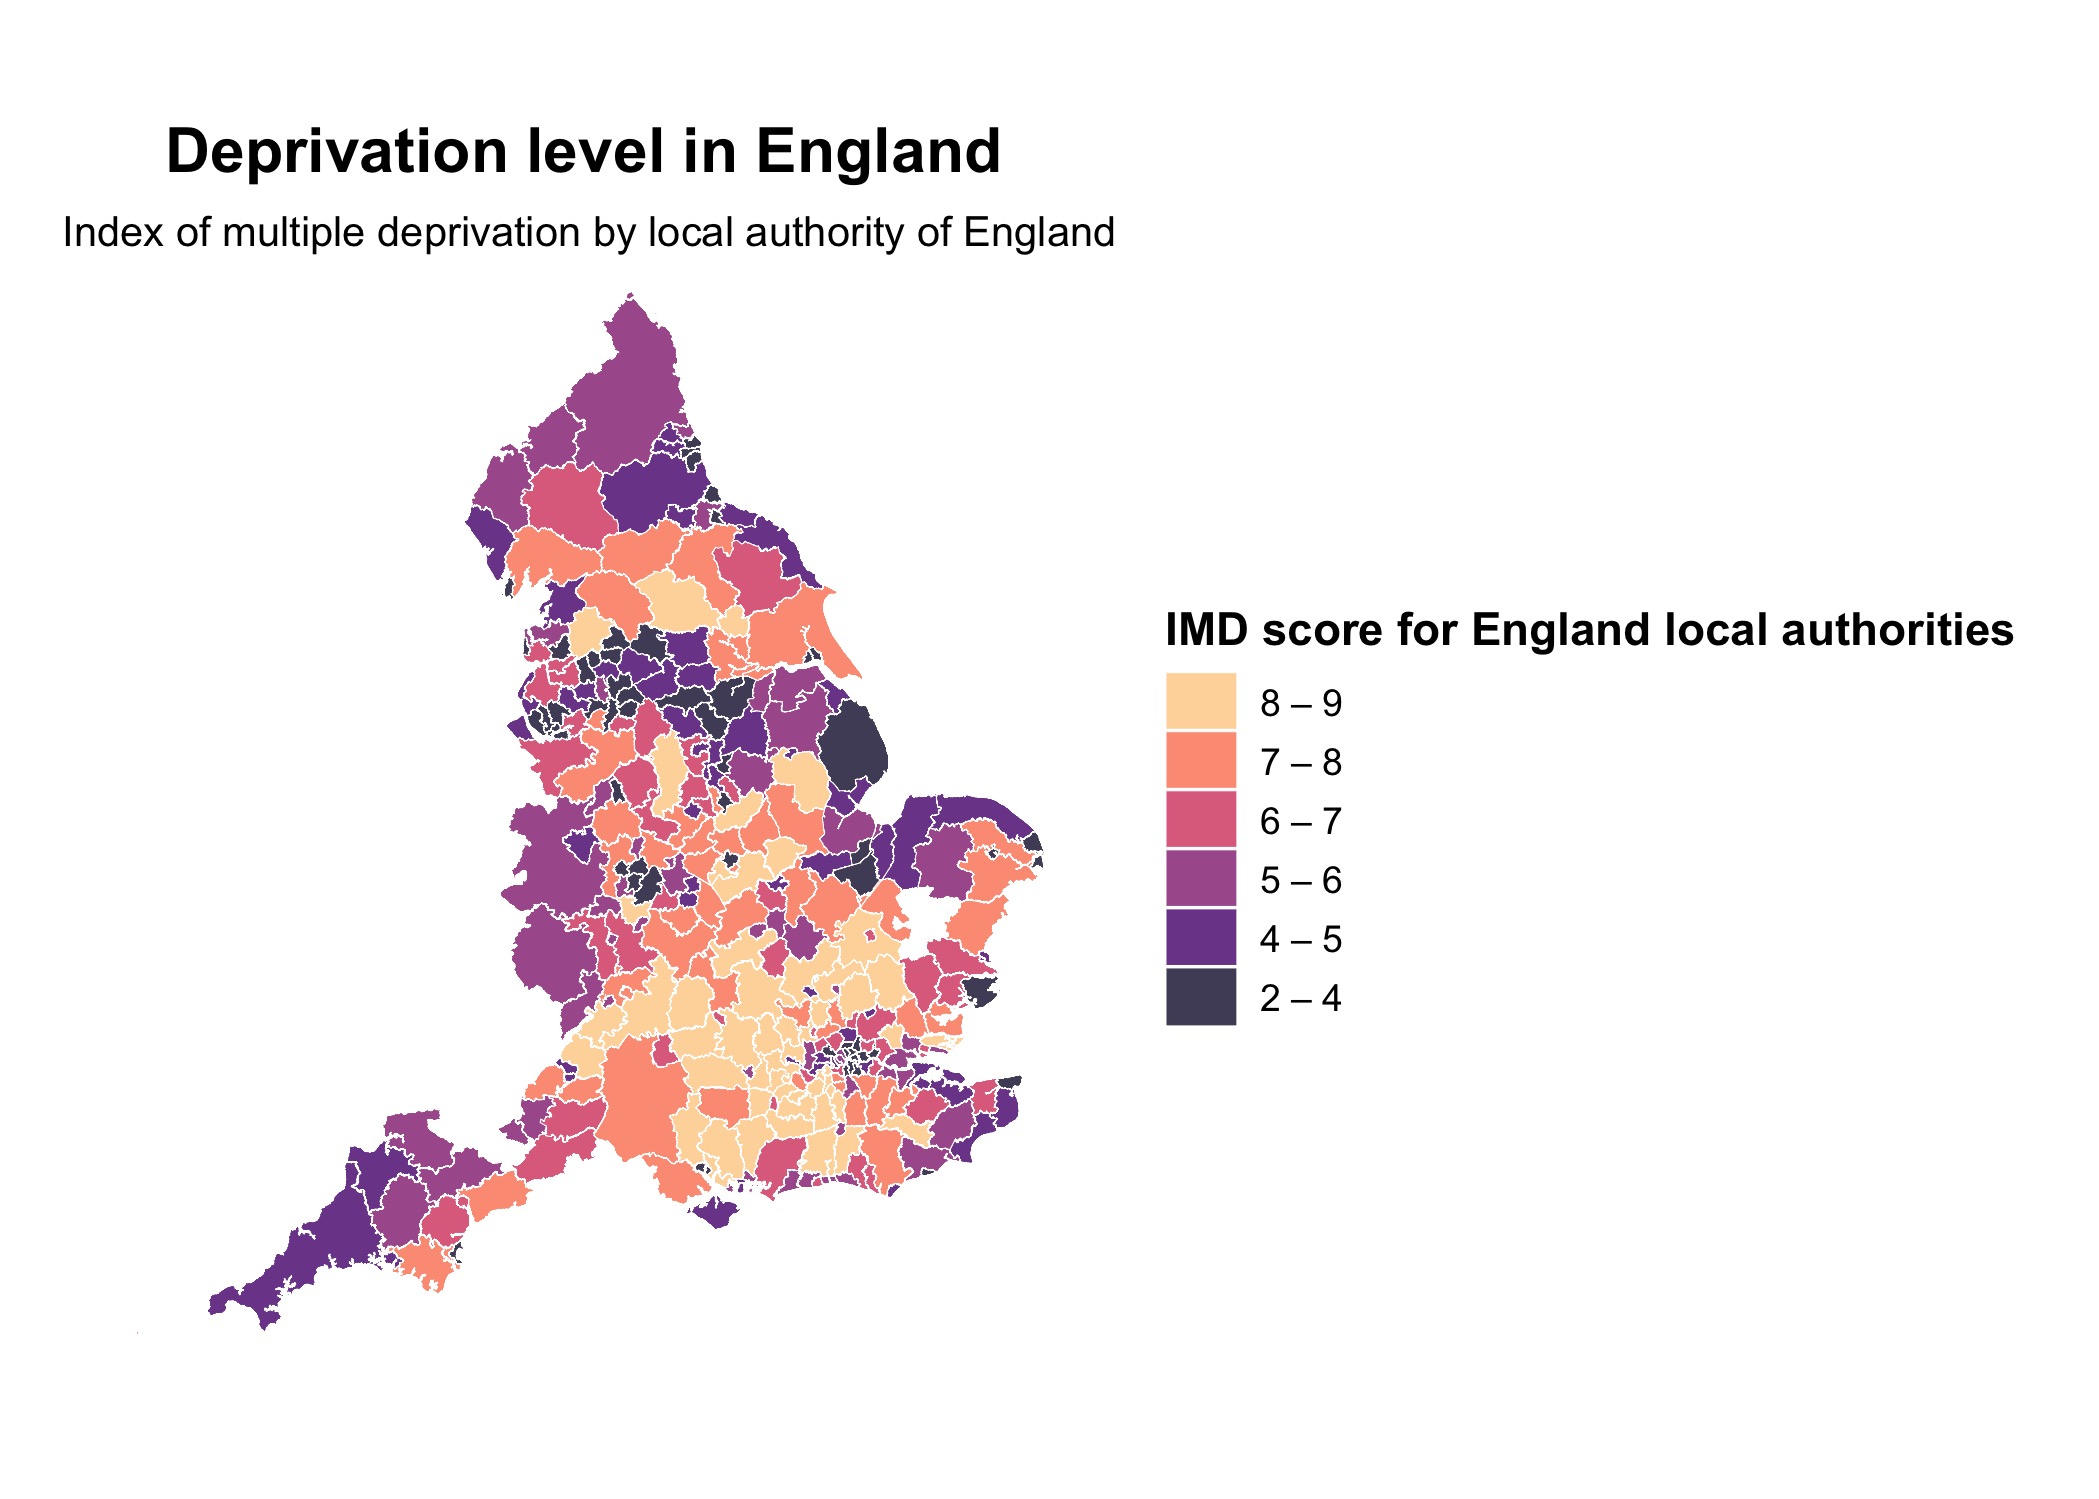 Deprivation level in England
Index of multiple deprivation by local authority of England
IMD score for England local authorities
8 – 9
7 – 8
6 – 7
5 – 6
4 – 5
2 – 4